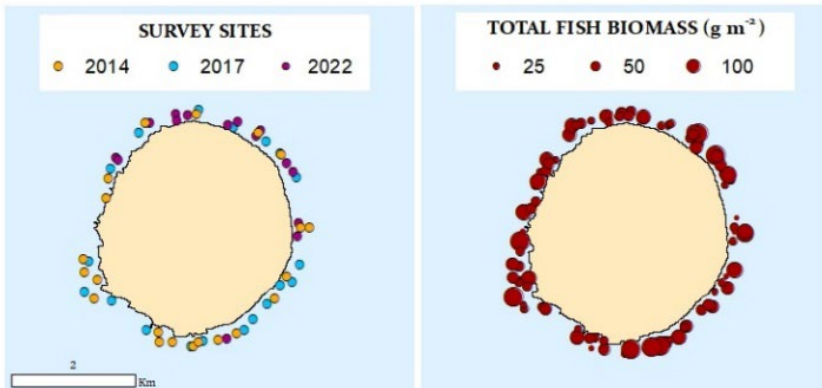 SURVEY SITES
2014 2017 2022
2
Km
TOTAL FISH BIOMASS (g m⁻²)
25 50 100